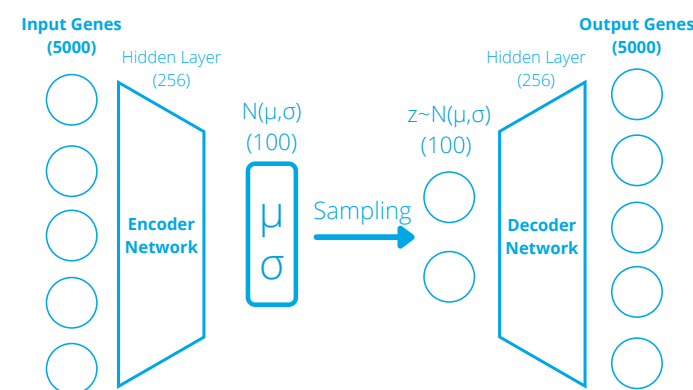 Input Genes
(5000)
Hidden Layer
(256)
N(μ,σ)
(100)
z~N(μ,σ)
(100)
Hidden Layer
(256)
Output Genes
(5000)
Encoder
Network
μ
σ
Sampling
Decoder
Network